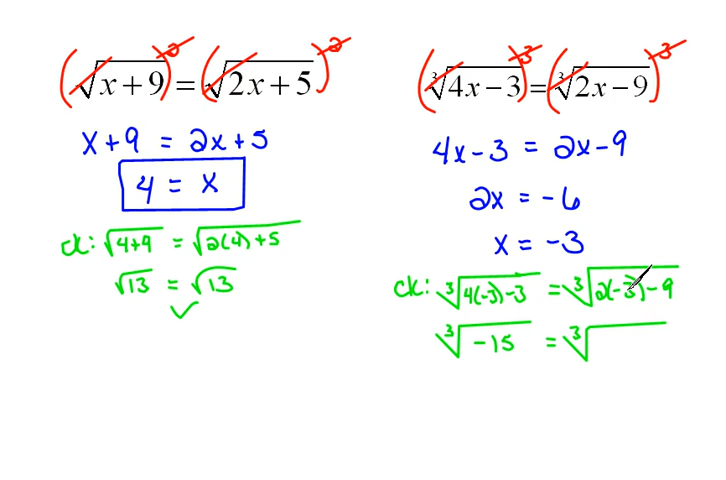 (√x + 9)² = (√2x + 5)²
x + 9 = 2x + 5
4 = x
ck: √4+9 = √2(4) + 5
√13 = √13
✓
(∛4x − 3)³ = (∛2x − 9)³
4x − 3 = 2x − 9
2x = −6
x = −3
ck: ∛4(−3) − 3 = ∛2(−3) − 9
∛−15 = ∛